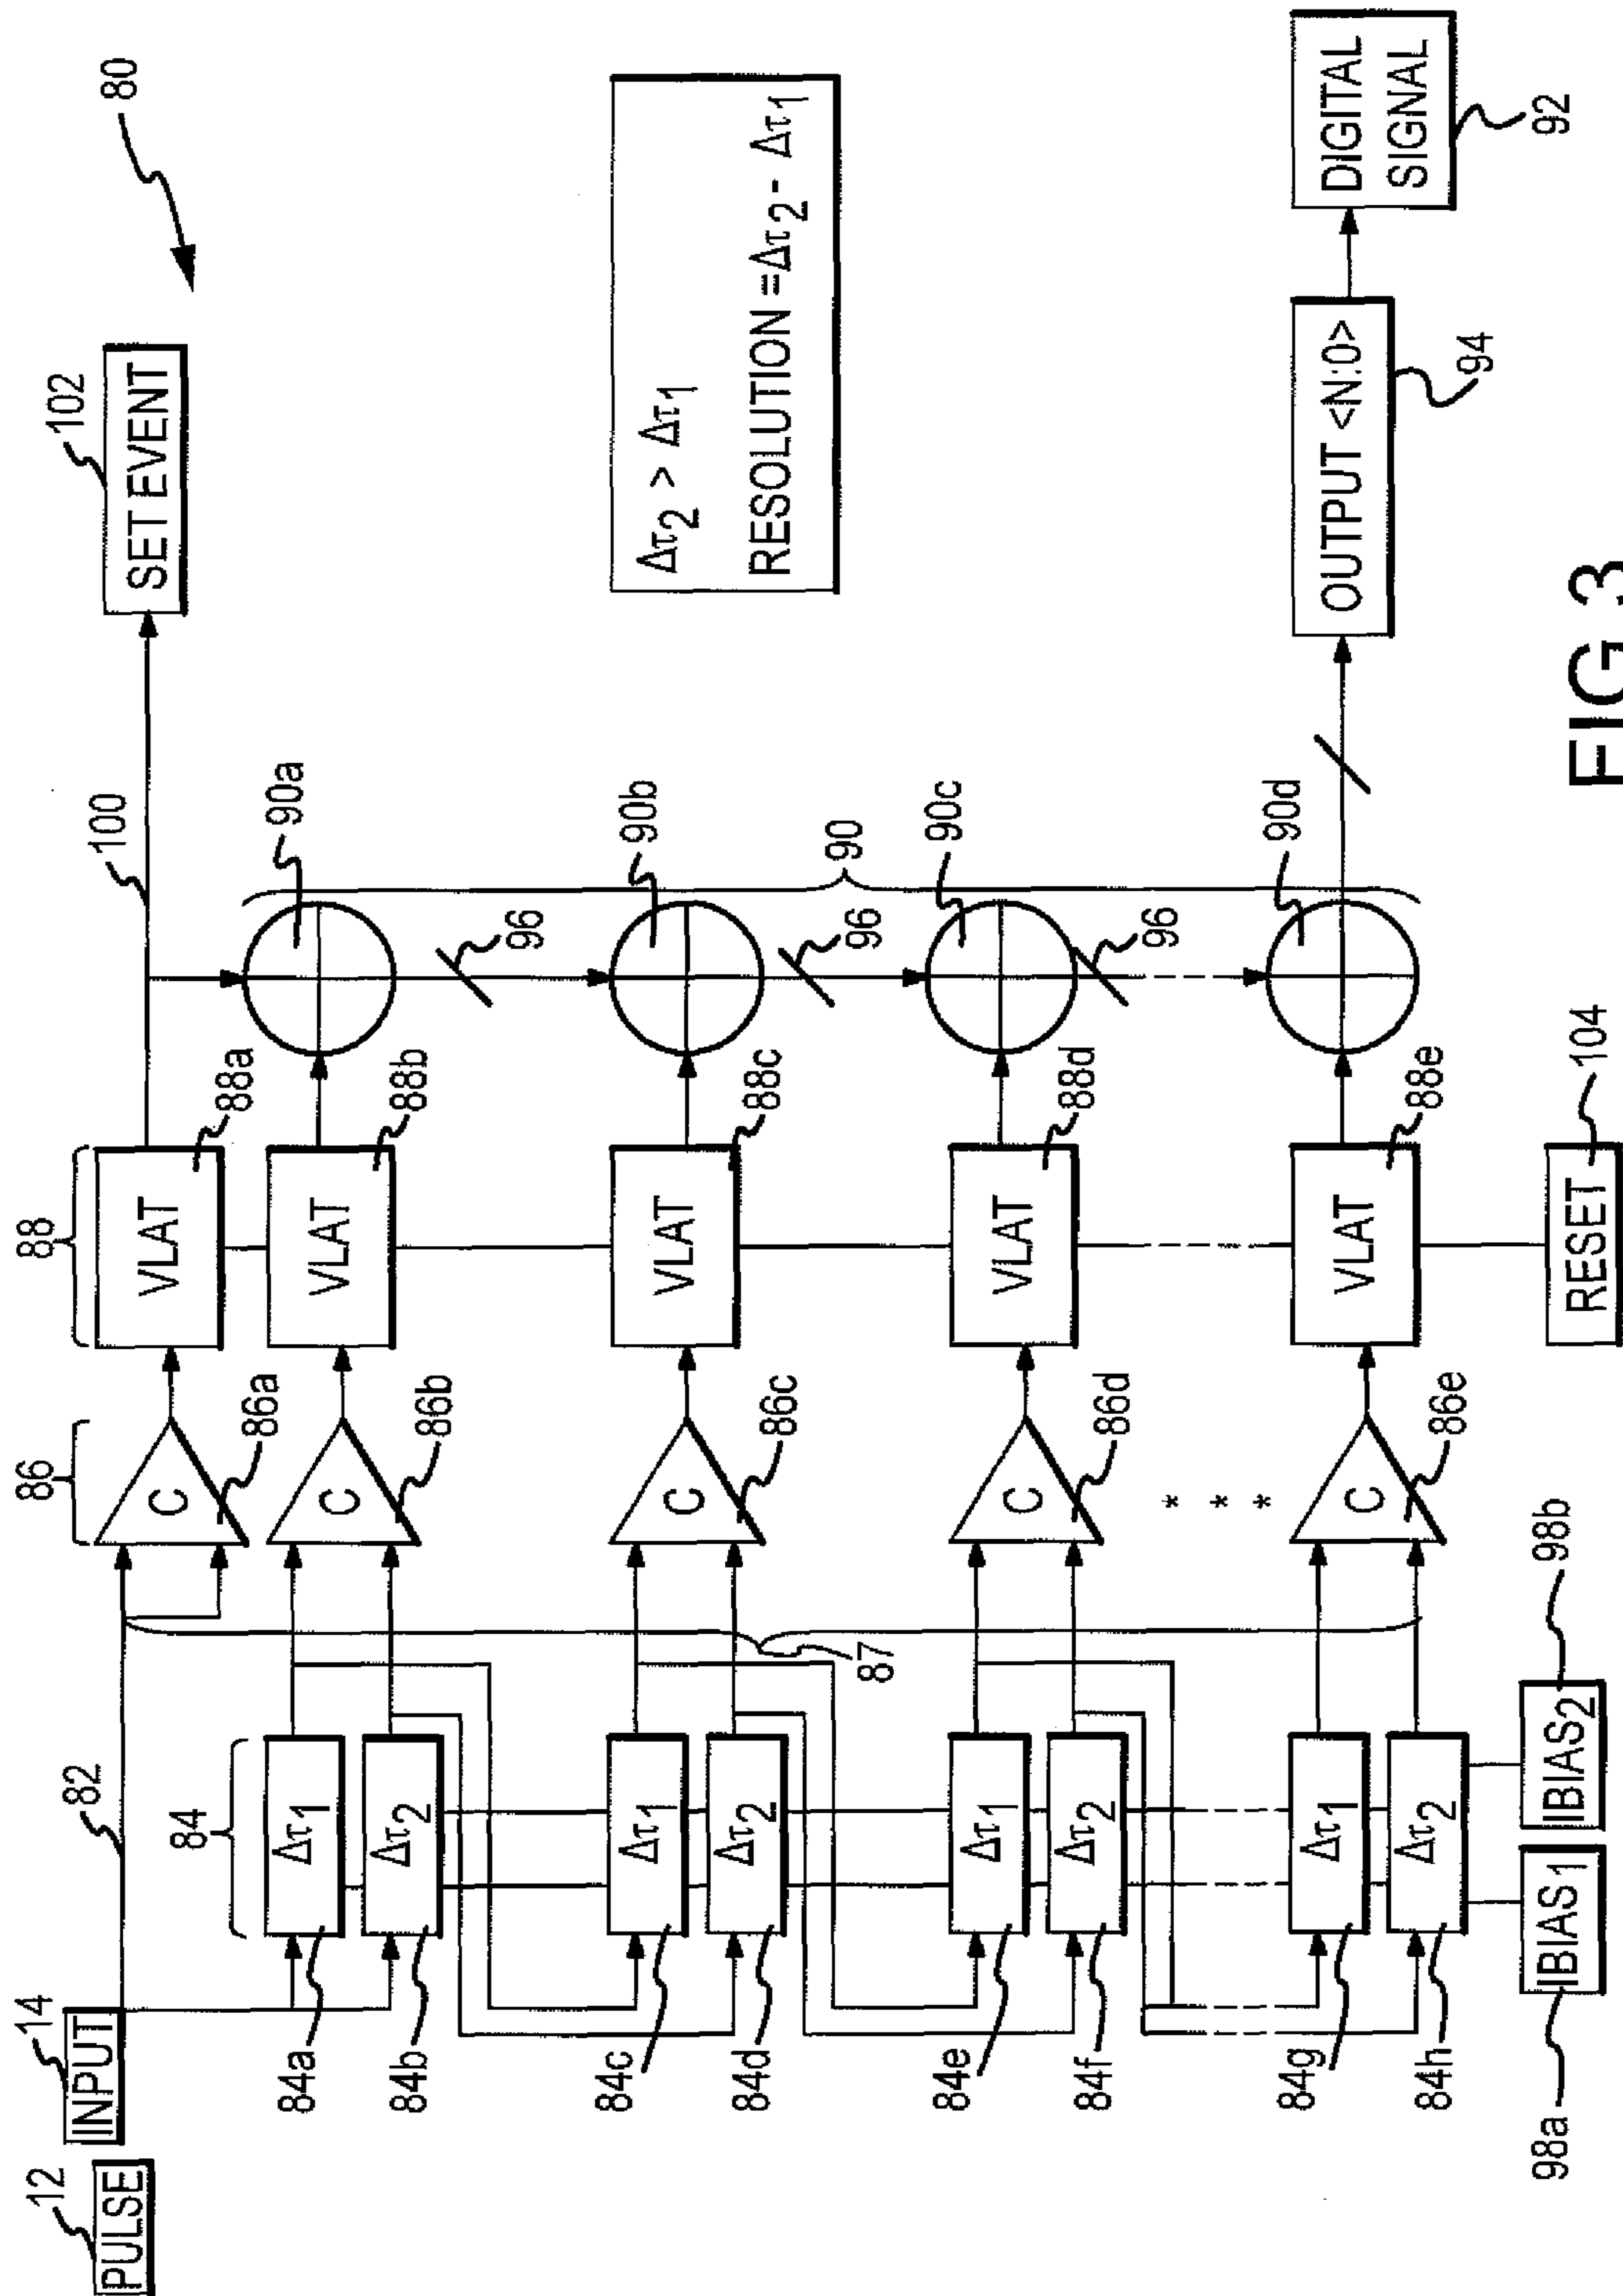 12
PULSE
14
INPUT
82
86
88
100
102
SET EVENT
80
C
VLAT
86a
88a
90a
84
Δτ1
Δτ2
84a
84b
C
86b
VLAT
88b
96
Δτ2 > Δτ1
RESOLUTION =Δτ2 - Δτ1
87
Δτ1
Δτ2
84c
84d
C
86c
VLAT
88c
90b
96
90
Δτ1
Δτ2
84e
84f
C
86d
VLAT
88d
90c
96
* * *
Δτ1
Δτ2
84g
84h
C
86e
VLAT
88e
90d
OUTPUT <N:0>
94
DIGITAL
SIGNAL
92
98a
IBIAS1
IBIAS2
98b
RESET
104
FIG 3